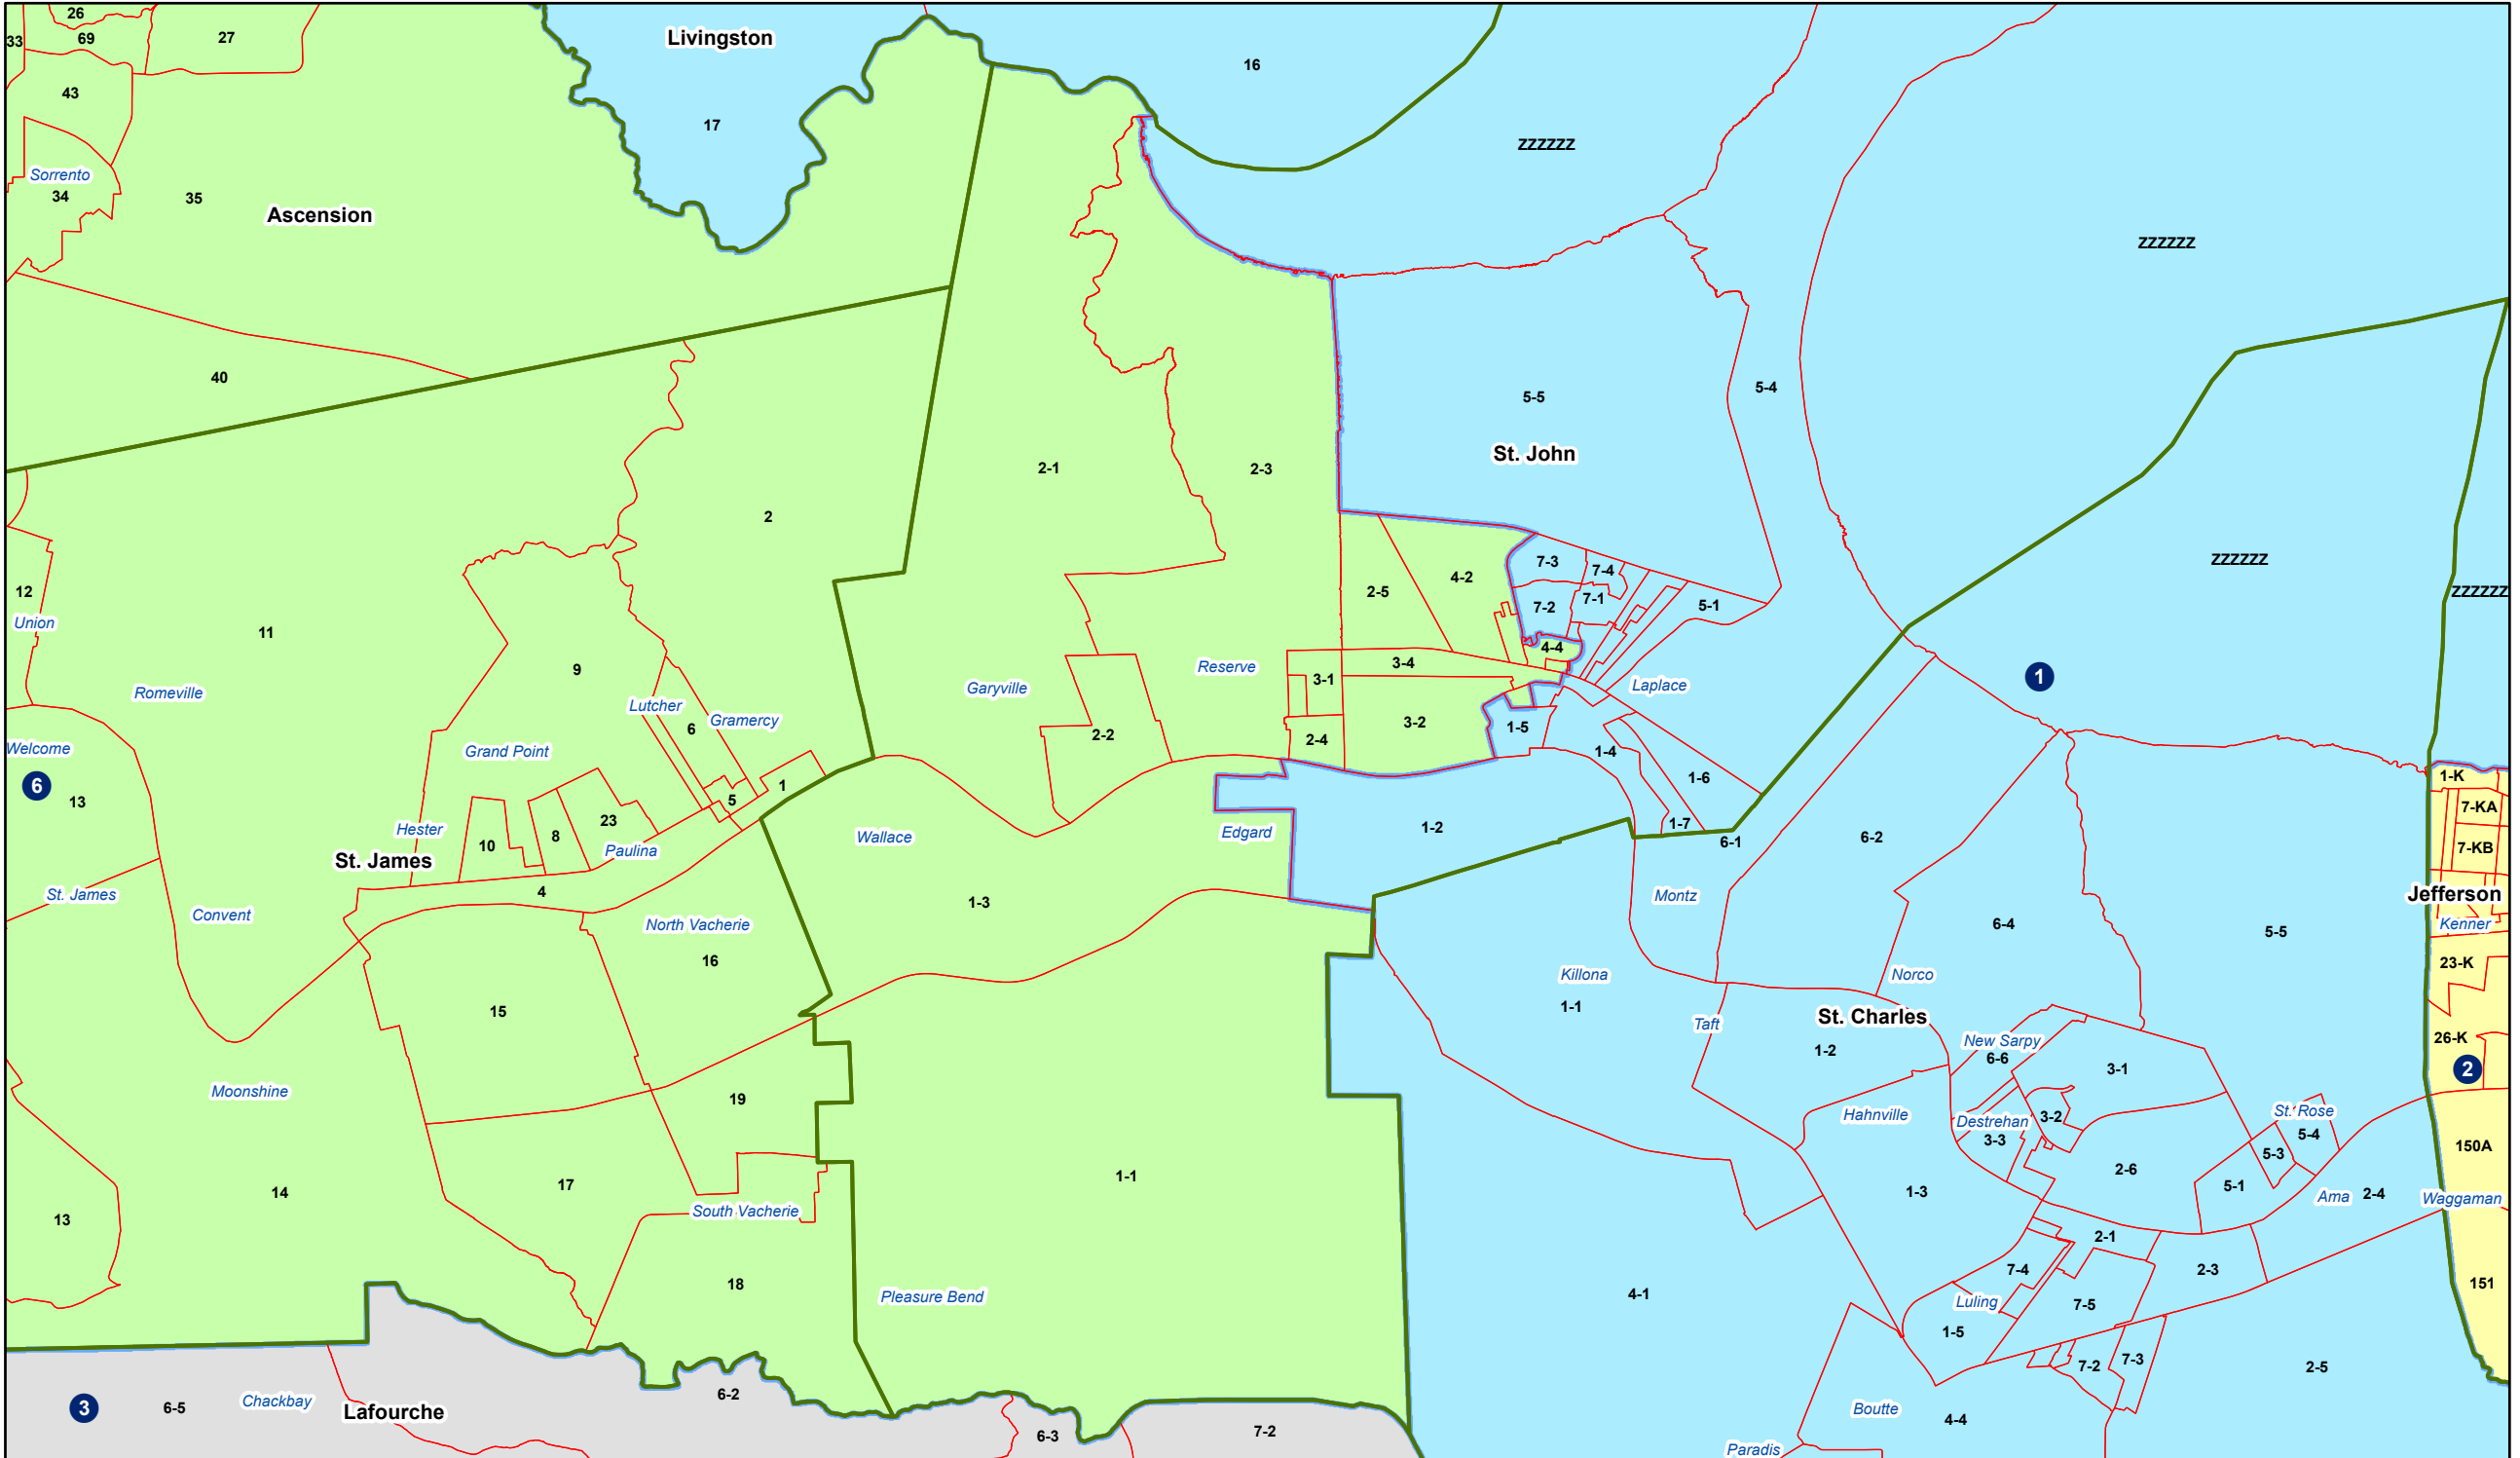 26
33
69
27
Livingston
16
43
17
zzzzzz
Sorrento
34
35
Ascension
zzzzzz
40
5-4
5-5
St. John
2-1
2-3
2
zzzzzz
7-3
7-4
4-2
12
2-5
7-1
zzzzzz
7-2
5-1
Union
11
4-4
3-4
9
Reserve
1
3-1
Laplace
Romeville
Garyville
Lutcher
Gramercy
3-2
6
1-5
2-2
2-4
Welcome
Grand Point
1-4
1-K
6
1-6
13
1
5
7-KA
23
1-7
Hester
8
Wallace
Edgard
1-2
6-1
6-2
10
Paulina
7-KB
St. James
4
St. James
Montz
Jefferson
1-3
Convent
North Vacherie
6-4
Kenner
5-5
16
23-K
Killona
Norco
1-1
15
St. Charles
Taft
26-K
New Sarpy
1-2
6-6
3-1
2
Moonshine
19
Hahnville
St. Rose
3-2
Destrehan
5-4
3-3
150A
5-3
2-6
1-1
17
5-1
14
1-3
2-4
Ama
Waggaman
13
South Vacherie
2-1
7-4
2-3
18
151
Pleasure Bend
4-1
Luling
7-5
1-5
7-3
7-2
2-5
6-2
Chackbay
3
6-5
Lafourche
Boutte
4-4
7-2
6-3
Paradis